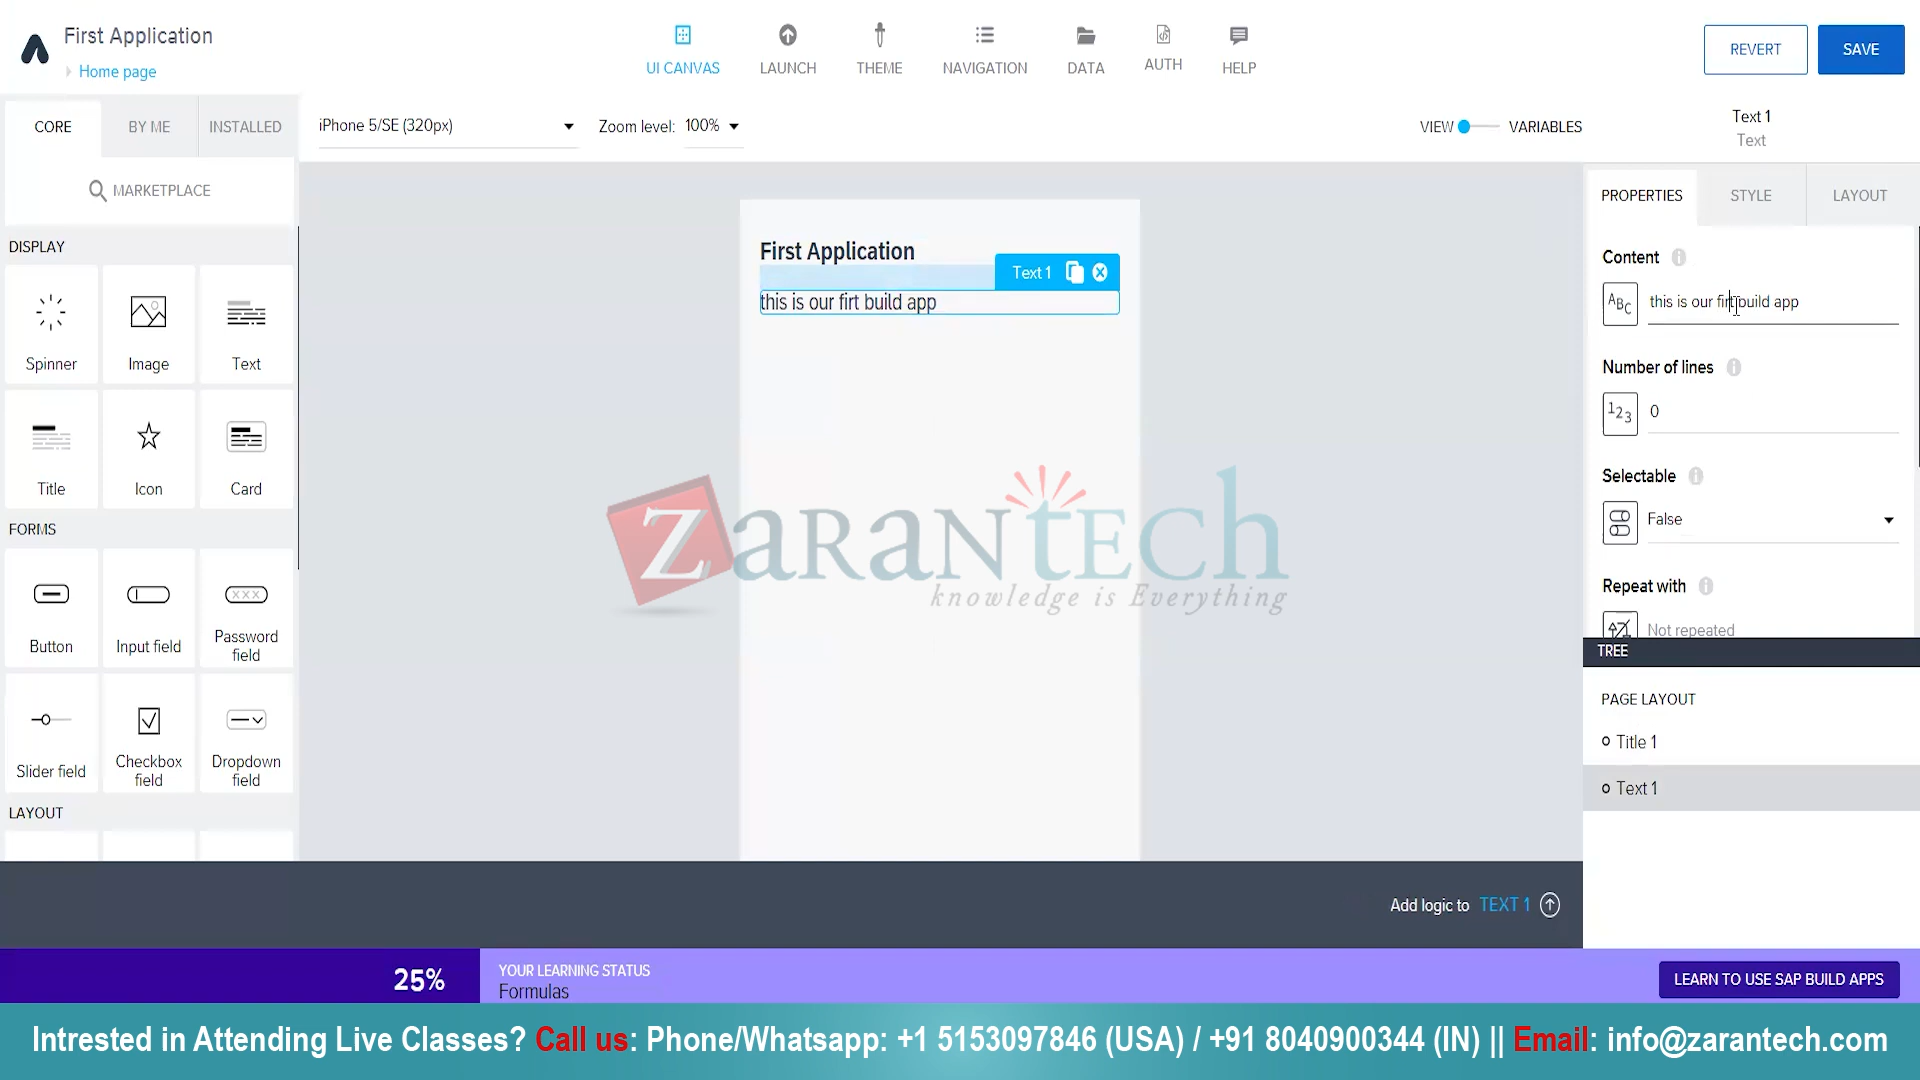 First Application
Home page
UI CANVAS
LAUNCH
THEME
NAVIGATION
DATA
AUTH
HELP
REVERT
SAVE
CORE
BY ME
INSTALLED
iPhone 5/SE (320px)
Zoom level: 100%
VIEW
VARIABLES
Text 1
Text
MARKETPLACE
PROPERTIES
STYLE
LAYOUT
DISPLAY
Spinner
Image
Text
Title
Icon
Card
FORMS
Button
Input field
Password field
Slider field
Checkbox field
Dropdown field
LAYOUT
First Application
Text 1
this is our firt build app
ZARANTECH
knowledge is Everything
Content
ABC
this is our firt build app
Number of lines
123
0
Selectable
False
Repeat with
Not repeated
TREE
PAGE LAYOUT
Title 1
Text 1
Add logic to TEXT 1
25%
YOUR LEARNING STATUS
Formulas
LEARN TO USE SAP BUILD APPS
Intrested in Attending Live Classes? Call us: Phone/Whatsapp: +1 5153097846 (USA) / +91 8040900344 (IN) || Email: info@zarantech.com